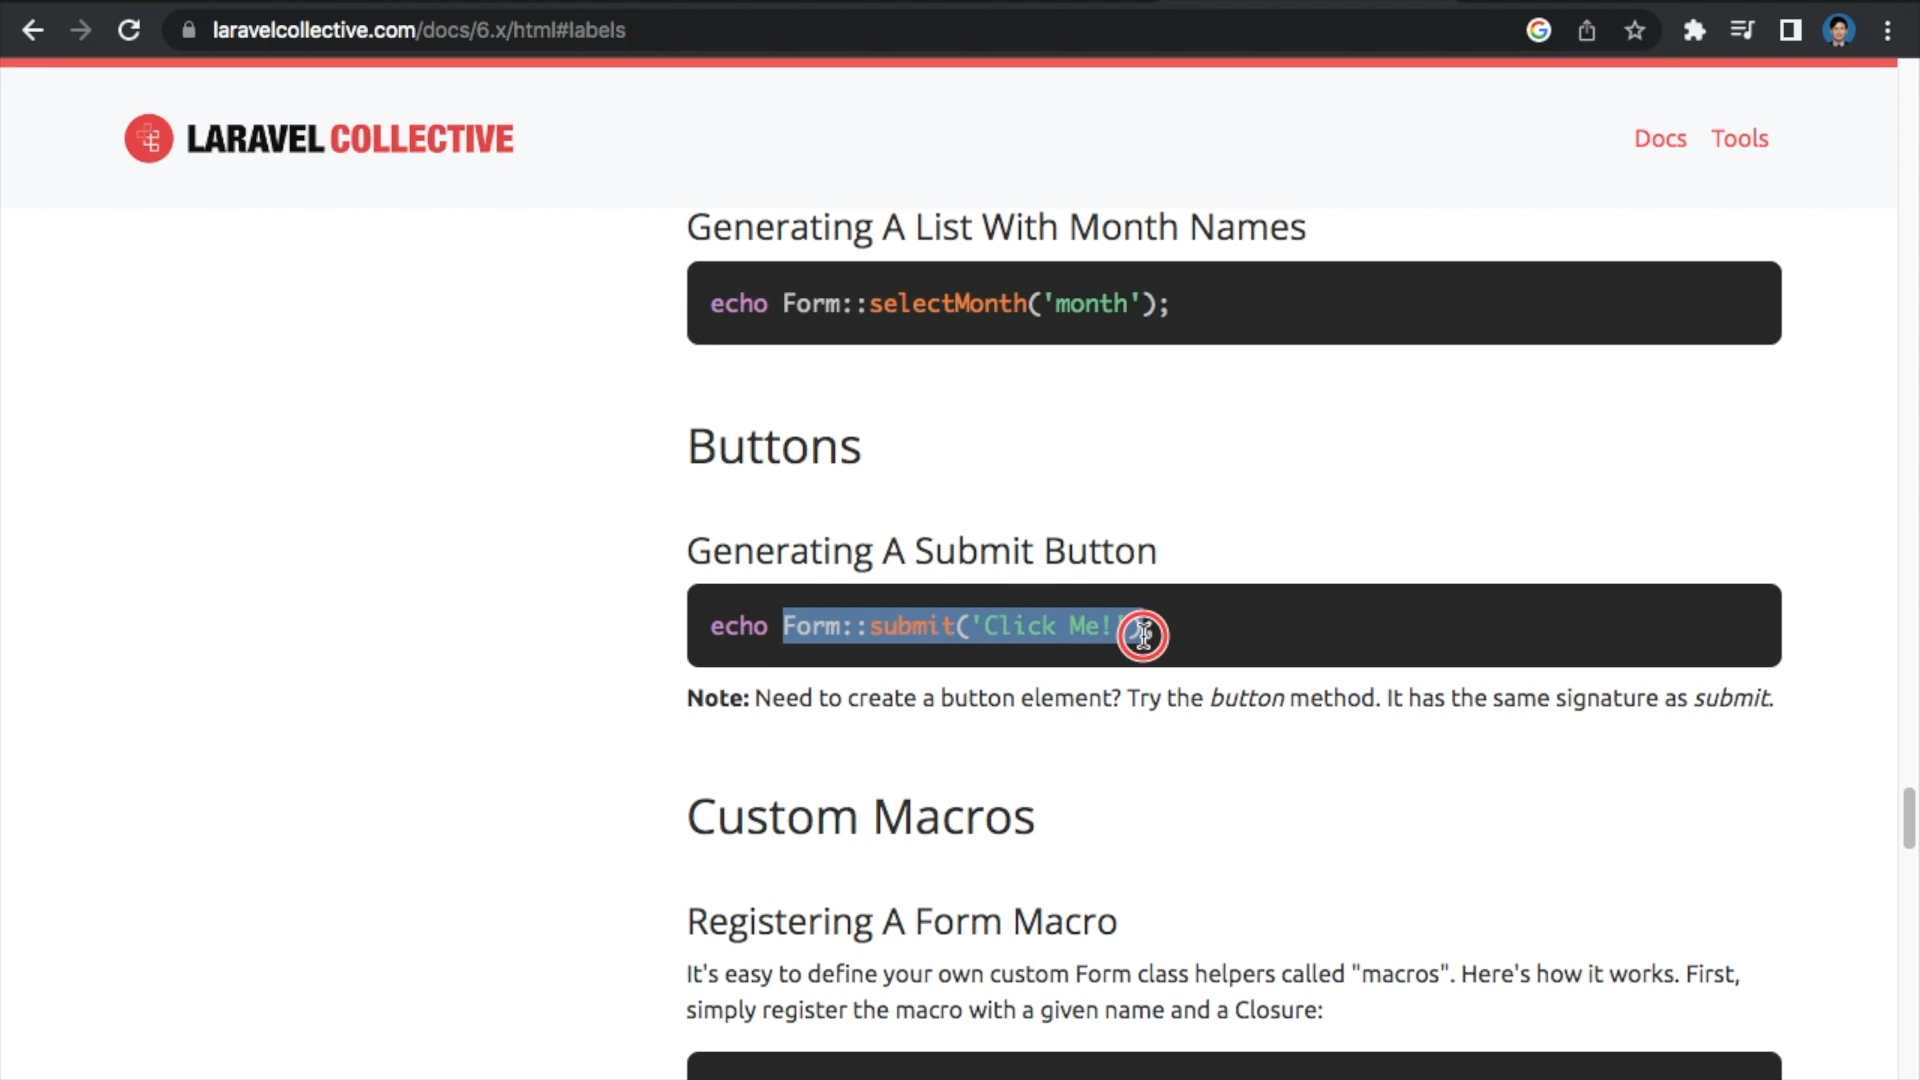 laravelcollective.com/docs/6.x/html#labels
LARAVEL COLLECTIVE
Docs Tools
Generating A List With Month Names
echo Form::selectMonth('month');
Buttons
Generating A Submit Button
echo Form::submit('Click Me!')
Note: Need to create a button element? Try the button method. It has the same signature as submit.
Custom Macros
Registering A Form Macro
It's easy to define your own custom Form class helpers called "macros". Here's how it works. First,
simply register the macro with a given name and a Closure: